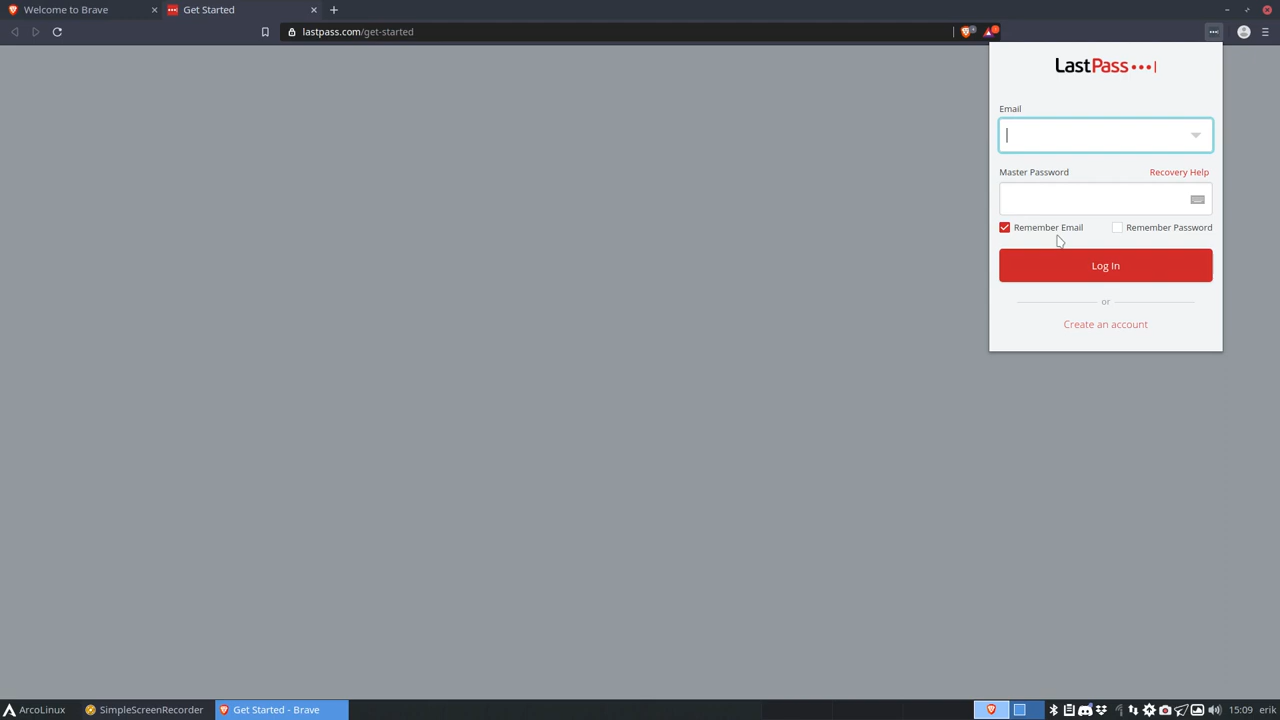 Welcome to Brave
Get Started
lastpass.com/get-started
LastPass
Email
Master Password
Recovery Help
Remember Email
Remember Password
Log In
or
Create an account
ArcoLinux
SimpleScreenRecorder
Get Started - Brave
15:09
erik